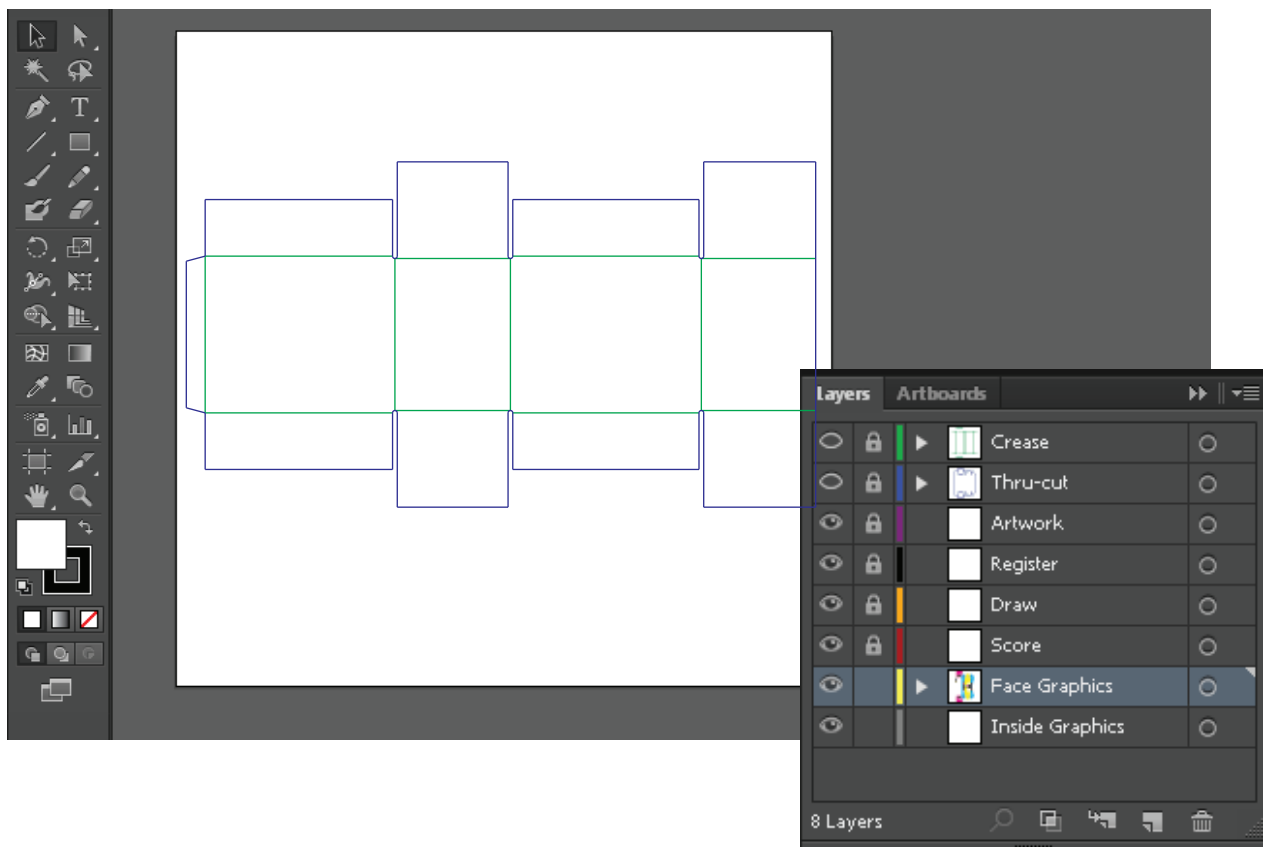 Layers Artboards
Crease
Thru-cut
Artwork
Register
Draw
Score
Face Graphics
Inside Graphics
8 Layers